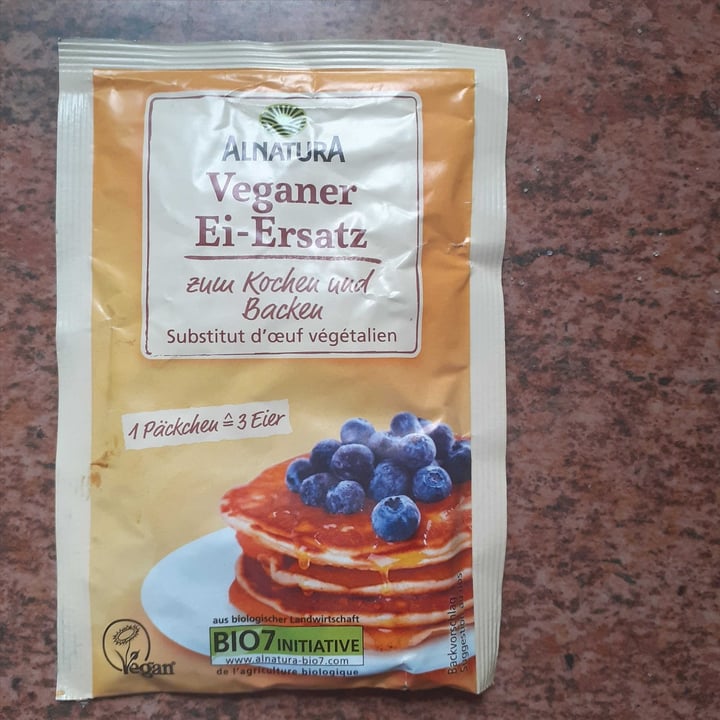 ALNATURA
Veganer
Ei-Ersatz
zum Kochen und
Backen
Substitut d'œuf végétalien
1 Päckchen ≙ 3 Eier
aus biologischer Landwirtschaft
BIO7 INITIATIVE
www.alnatura-bio7.com
de l'agriculture biologique
Vegan
Backvorschlag
Suggestion